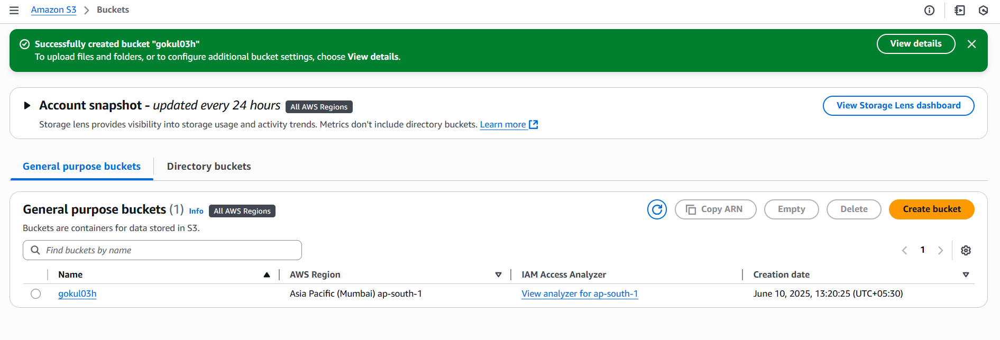 Amazon S3 > Buckets
Successfully created bucket "gokul03h"
To upload files and folders, or to configure additional bucket settings, choose View details.
View details
Account snapshot - updated every 24 hours All AWS Regions
View Storage Lens dashboard
Storage lens provides visibility into storage usage and activity trends. Metrics don't include directory buckets. Learn more
General purpose buckets Directory buckets
General purpose buckets (1) Info All AWS Regions
Copy ARN Empty Delete Create bucket
Buckets are containers for data stored in S3.
Find buckets by name
1
Name AWS Region IAM Access Analyzer Creation date
gokul03h Asia Pacific (Mumbai) ap-south-1 View analyzer for ap-south-1 June 10, 2025, 13:20:25 (UTC+05:30)